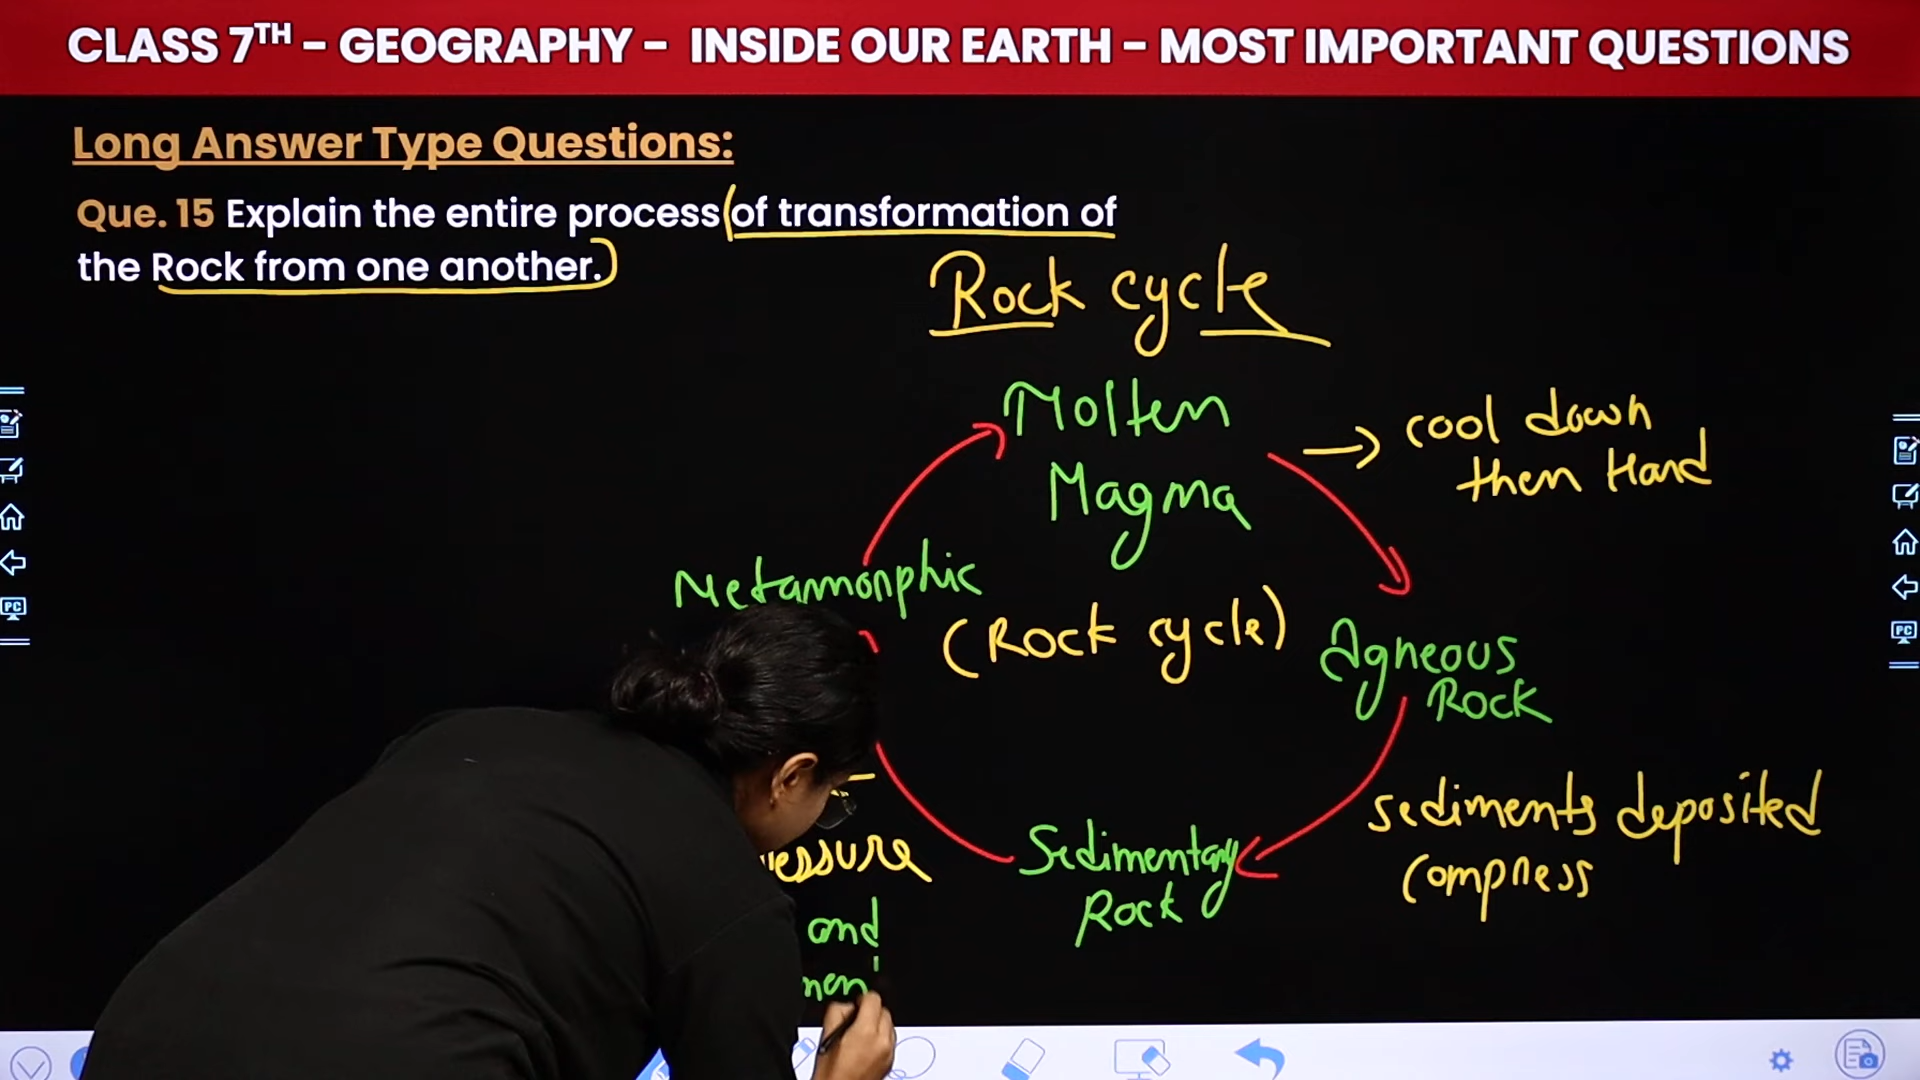 CLASS 7TH – GEOGRAPHY – INSIDE OUR EARTH – MOST IMPORTANT QUESTIONS
Long Answer Type Questions:
Que. 15 Explain the entire process of transformation of
the Rock from one another.
Rock cycle
Molten
Magma
→ cool down
then Hard
Metamorphic
(Rock cycle)
Agneous
Rock
sediments deposited
compress
Sedimentary
Rock
and
PC
PC